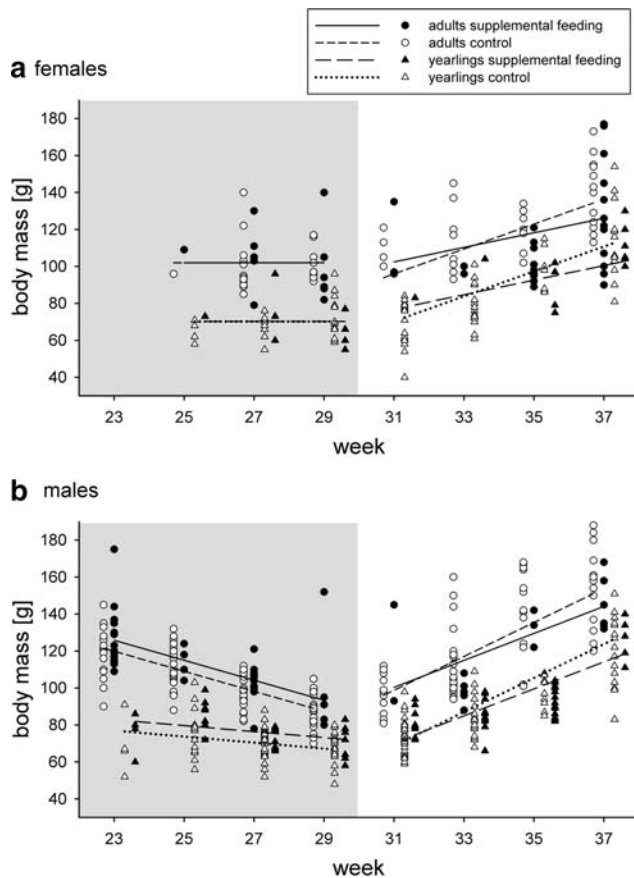 adults supplemental feeding
adults control
yearlings supplemental feeding
yearlings control
a females
body mass [g]
180
160
140
120
100
80
60
40
23 25 27 29 31 33 35 37
week
b males
body mass [g]
180
160
140
120
100
80
60
40
23 25 27 29 31 33 35 37
week